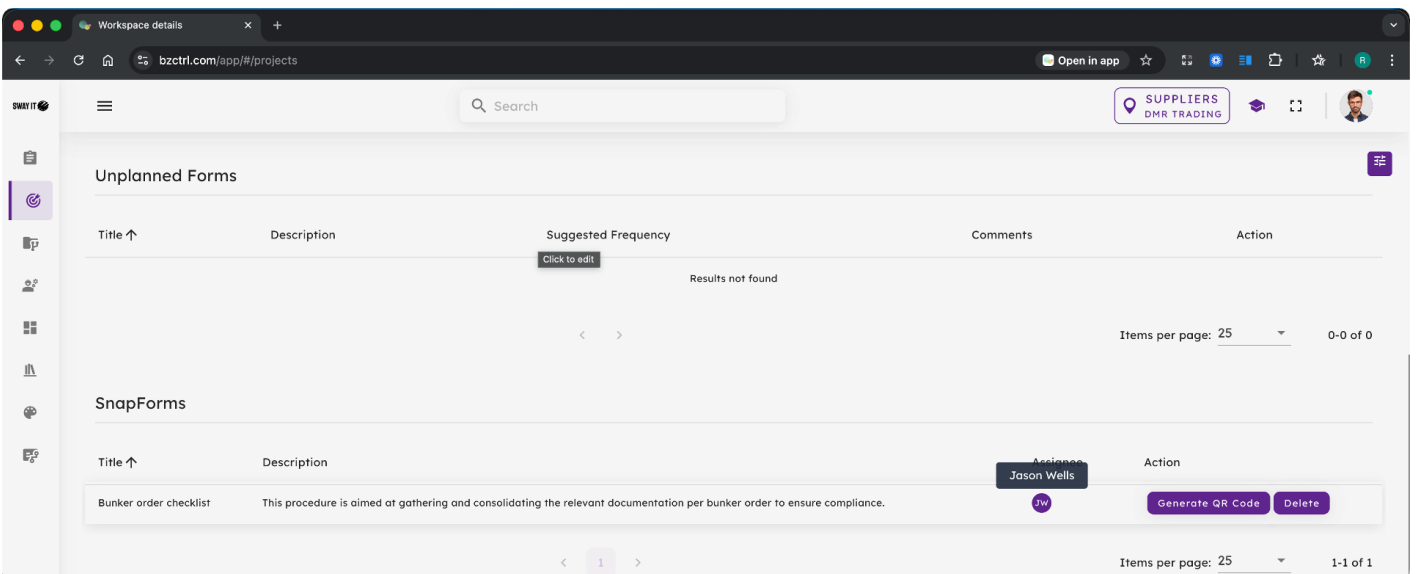 Workspace details
bzctrl.com/app/#/projects
Open in app
R
SWAY IT
Search
SUPPLIERS
DMR TRADING
Unplanned Forms
Title Description Suggested Frequency Comments Action
Click to edit
Results not found
Items per page: 25 0-0 of 0
SnapForms
Title Description Assignee Action
Jason Wells
Bunker order checklist This procedure is aimed at gathering and consolidating the relevant documentation per bunker order to ensure compliance. JW Generate QR Code Delete
1 Items per page: 25 1-1 of 1